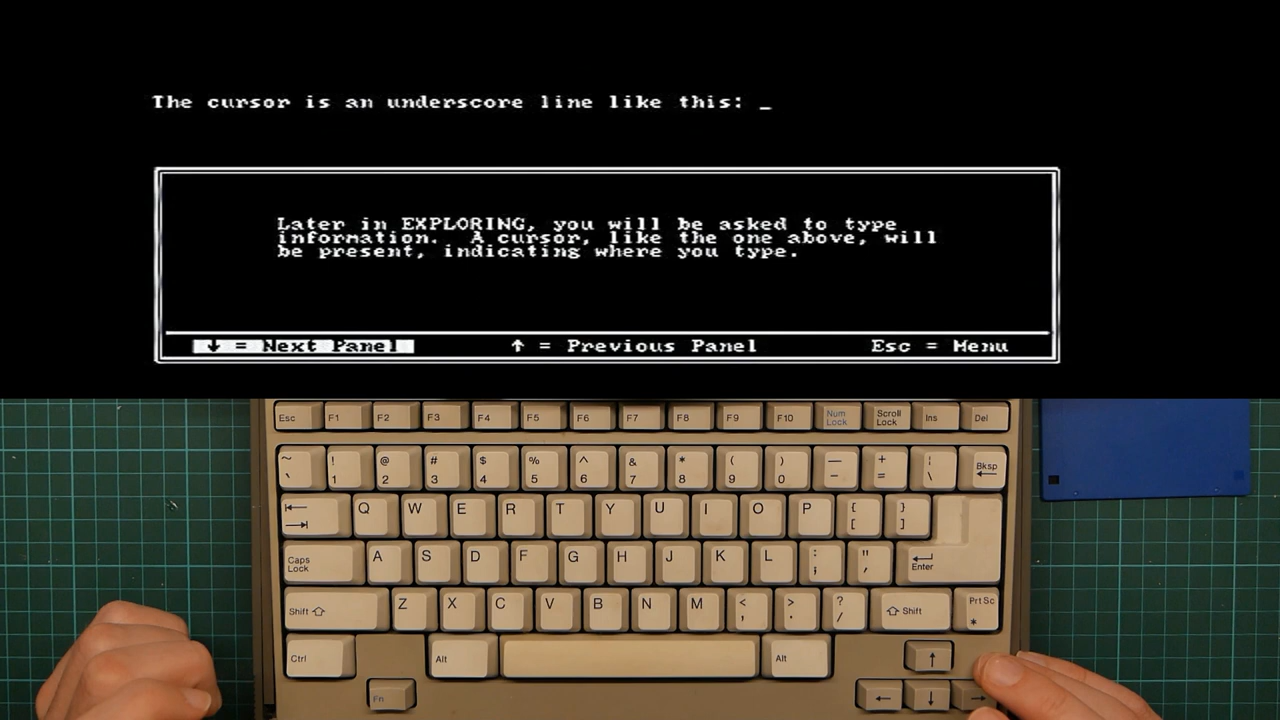 The cursor is an underscore line like this: _
Later in EXPLORING, you will be asked to type
information.  A cursor, like the one above, will
be present, indicating where you type.
↓ = Next Panel ↑ = Previous Panel Esc = Menu
Esc F1 F2 F3 F4 F5 F6 F7 F8 F9 F10 Num Lock Scroll Lock Ins Del
~ ` ! 1 @ 2 # 3 $ 4 % 5 ^ 6 & 7 * 8 ( 9 ) 0 — - + = ¦ \ Bksp ←
⇤ ⇥ Q W E R T Y U I O P { [ } ]
Caps Lock A S D F G H J K L : ; " ' ↵ Enter
Shift ⇧ Z X C V B N M < , > . ? / ⇧ Shift Prt Sc *
Ctrl Alt Alt ↑
Fn ← ↓ →